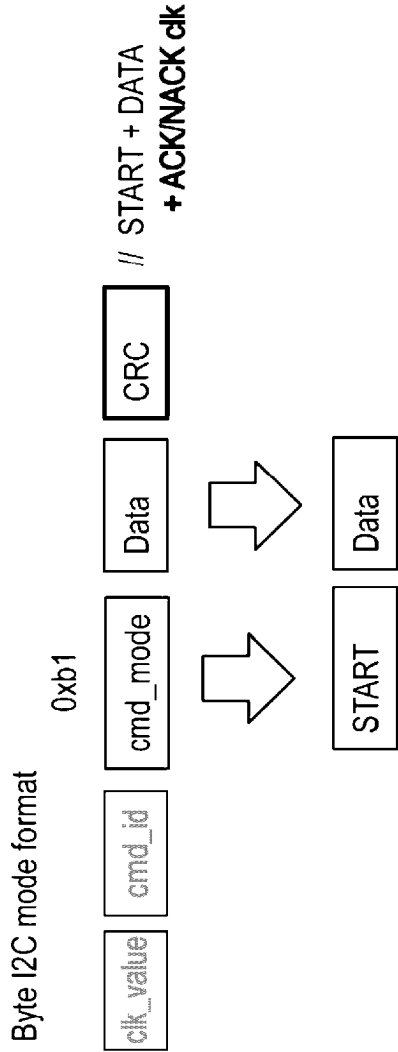 Byte I2C mode format
0xb1
clk_value cmd_id cmd_mode Data CRC // START + DATA
+ ACK/NACK clk
START Data